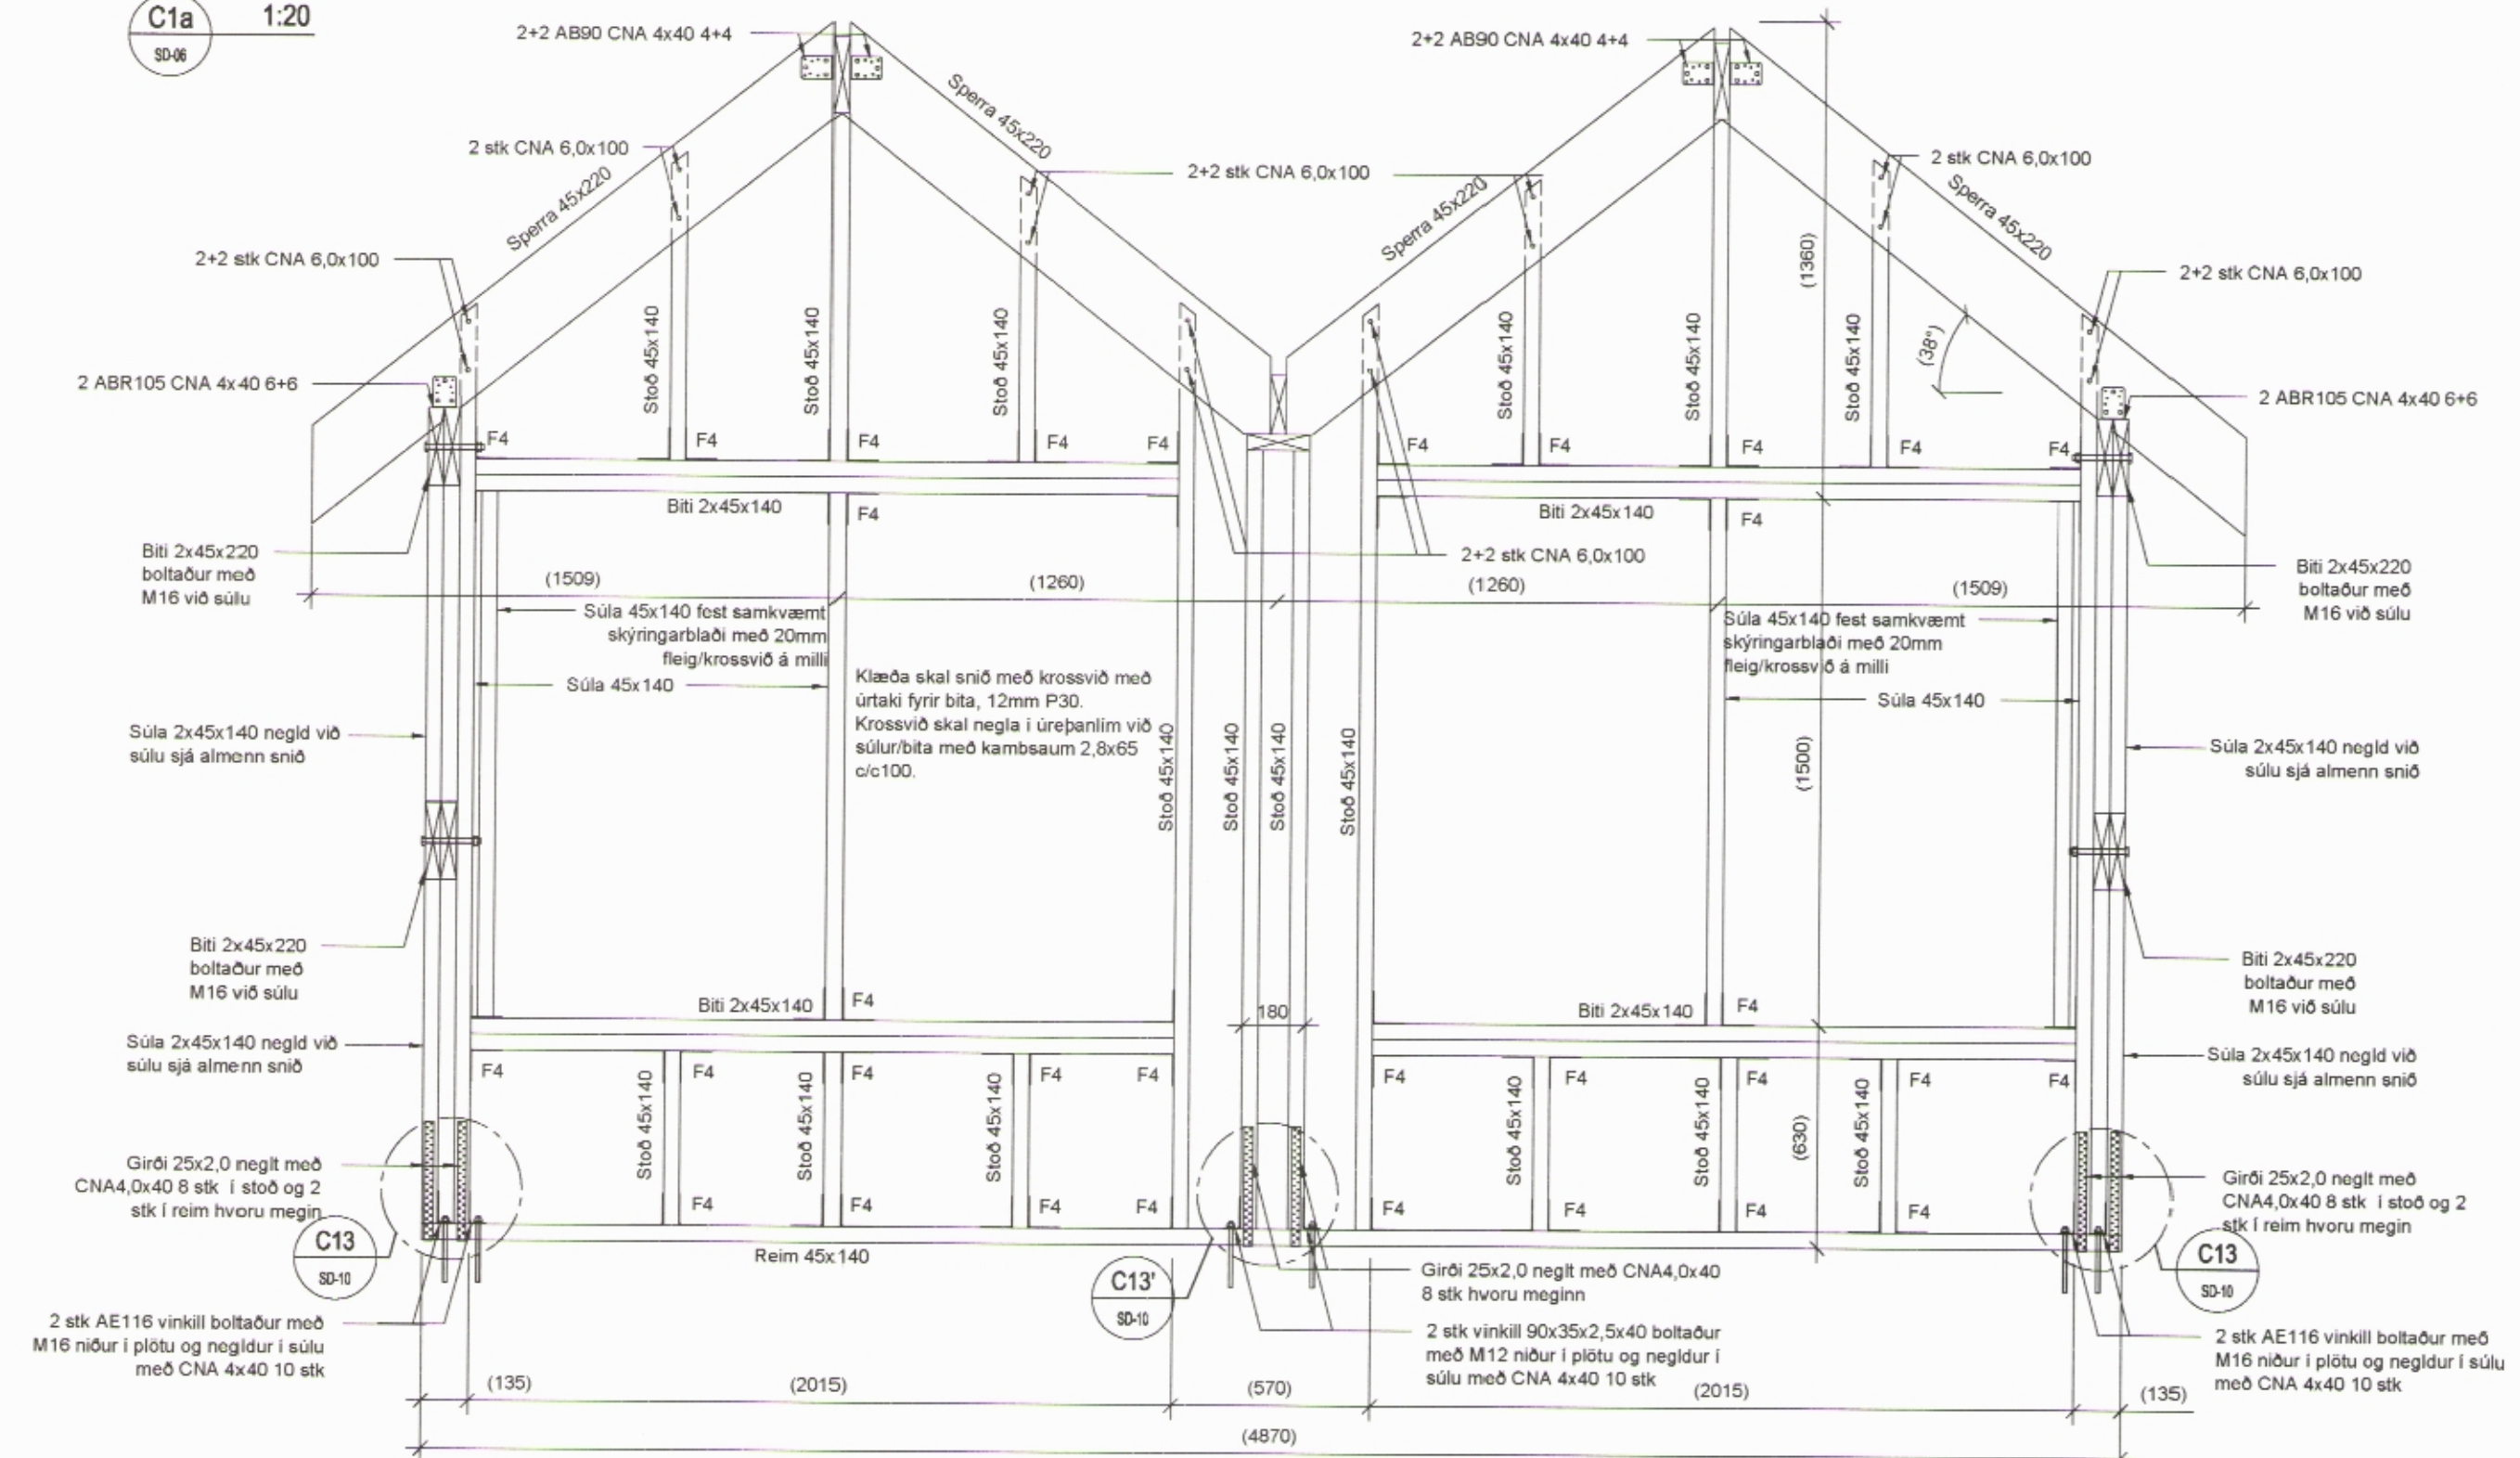 C1a 1:20
SD-06
2+2 AB90 CNA 4x40 4+4
2+2 AB90 CNA 4x40 4+4
Sperra 45x220
2 stk CNA 6,0x100
2+2 stk CNA 6,0x100
2 stk CNA 6,0x100
Sperra 45x220
Sperra 45x220
Sperra 45x220
2+2 stk CNA 6,0x100
2+2 stk CNA 6,0x100
(1360)
(38°)
2 ABR105 CNA 4x40 6+6
2 ABR105 CNA 4x40 6+6
Stoð 45x140
Stoð 45x140
Stoð 45x140
Stoð 45x140
Stoð 45x140
Stoð 45x140
F4
F4
F4
F4
F4
F4
F4
F4
F4
F4
Biti 2x45x140
F4
Biti 2x45x140
F4
Biti 2x45x220
boltaður með
M16 við súlu
2+2 stk CNA 6,0x100
Biti 2x45x220
boltaður með
M16 við súlu
(1509)
(1260)
(1260)
(1509)
Súla 45x140 fest samkvæmt
skýringarblaði með 20mm
fleig/krossvið á milli
Súla 45x140 fest samkvæmt
skýringarblaði með 20mm
fleig/krossvið á milli
Súla 45x140
Súla 45x140
Klæða skal snið með krossvið með
úrtaki fyrir bita, 12mm P30.
Krossvið skal negla í úreþanlím við
súlur/bita með kambsaum 2,8x65
c/c100.
Stoð 45x140
Stoð 45x140
Stoð 45x140
Stoð 45x140
(1500)
Súla 2x45x140 negld við
súlu sjá almenn snið
Súla 2x45x140 negld við
súlu sjá almenn snið
Biti 2x45x220
boltaður með
M16 við súlu
Biti 2x45x220
boltaður með
M16 við súlu
Biti 2x45x140
F4
180
Biti 2x45x140
F4
Súla 2x45x140 negld við
súlu sjá almenn snið
Súla 2x45x140 negld við
súlu sjá almenn snið
F4
F4
F4
F4
F4
F4
F4
F4
F4
F4
Stoð 45x140
Stoð 45x140
Stoð 45x140
Stoð 45x140
Stoð 45x140
Stoð 45x140
(630)
Girði 25x2,0 neglt með
CNA4,0x40 8 stk í stoð og 2
stk í reim hvoru megin
Girði 25x2,0 neglt með
CNA4,0x40 8 stk í stoð og 2
stk í reim hvoru megin
F4
F4
F4
F4
F4
F4
F4
F4
C13
SD-10
Reim 45x140
C13'
SD-10
C13
SD-10
Girði 25x2,0 neglt með CNA4,0x40
8 stk hvoru meginn
2 stk AE116 vinkill boltaður með
M16 niður í plötu og negldur í súlu
með CNA 4x40 10 stk
2 stk vinkill 90x35x2,5x40 boltaður
með M12 niður í plötu og negldur í
súlu með CNA 4x40 10 stk
2 stk AE116 vinkill boltaður með
M16 niður í plötu og negldur í súlu
með CNA 4x40 10 stk
(135)
(2015)
(570)
(2015)
(135)
(4870)